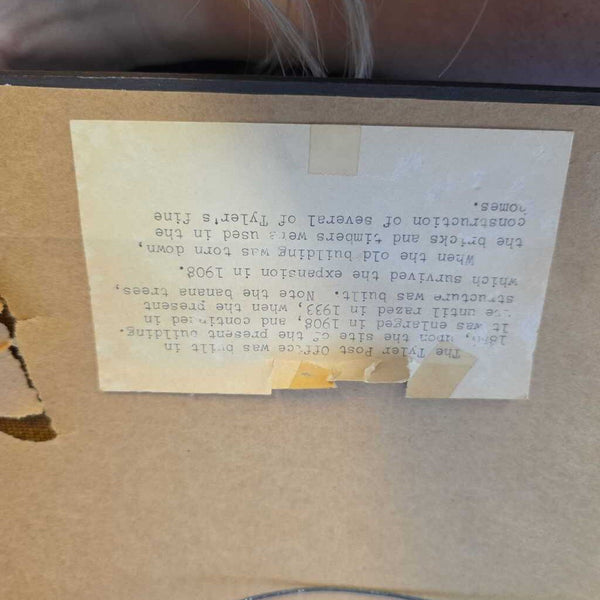 The Tyler Post Office was built in
upon the site of the present building.
It was enlarged in 1908, and continued in
use until razed in 1933, when the present
structure was built. Note the banana trees,
which survived the expansion in 1908.
When the old building was torn down,
the bricks and timbers were used in the
construction of several of Tyler's fine
homes.